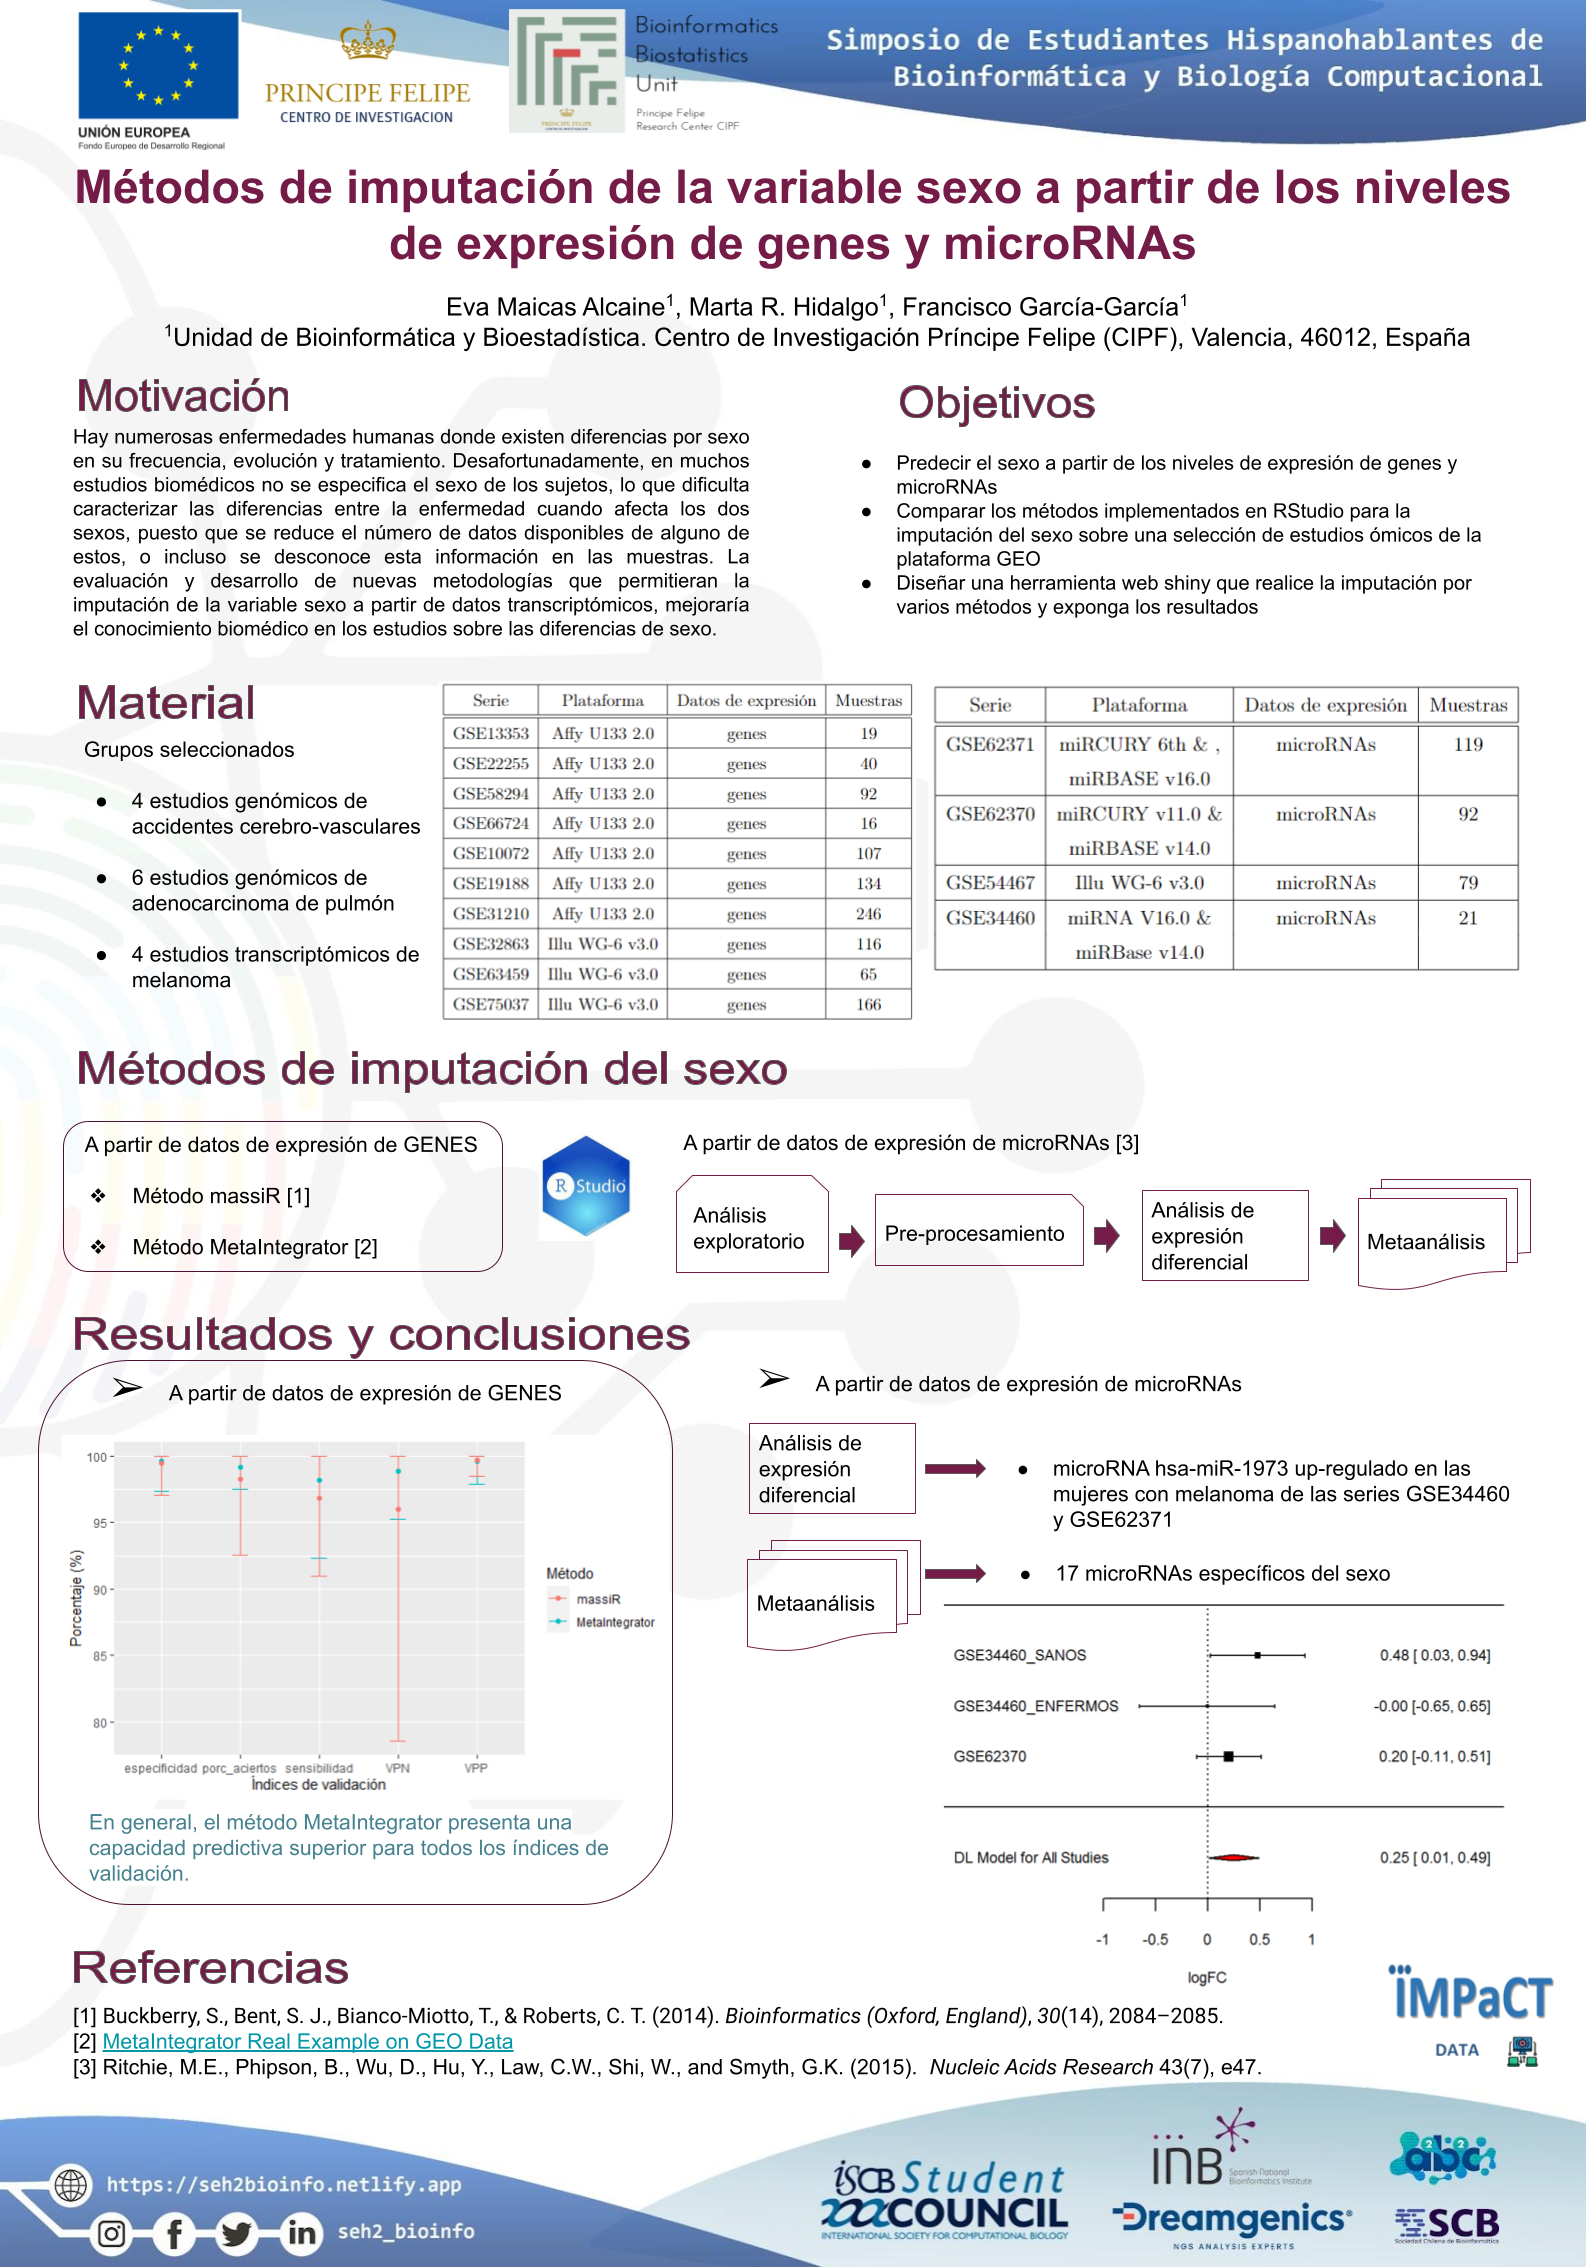 UNIÓN EUROPEA
Fondo Europeo de Desarrollo Regional
PRINCIPE FELIPE
CENTRO DE INVESTIGACION
PRINCIPE FELIPE
Bioinformatics
Biostatistics
Unit
Principe Felipe
Research Center CIPF
Simposio de Estudiantes Hispanohablantes de
Bioinformática y Biología Computacional
Métodos de imputación de la variable sexo a partir de los niveles
de expresión de genes y microRNAs
Eva Maicas Alcaine1, Marta R. Hidalgo1, Francisco García-García1
1Unidad de Bioinformática y Bioestadística. Centro de Investigación Príncipe Felipe (CIPF), Valencia, 46012, España
Motivación
Hay numerosas enfermedades humanas donde existen diferencias por sexo
en su frecuencia, evolución y tratamiento. Desafortunadamente, en muchos
estudios biomédicos no se especifica el sexo de los sujetos, lo que dificulta
caracterizar las diferencias entre la enfermedad cuando afecta los dos
sexos, puesto que se reduce el número de datos disponibles de alguno de
estos, o incluso se desconoce esta información en las muestras. La
evaluación y desarrollo de nuevas metodologías que permitieran la
imputación de la variable sexo a partir de datos transcriptómicos, mejoraría
el conocimiento biomédico en los estudios sobre las diferencias de sexo.
Objetivos
● Predecir el sexo a partir de los niveles de expresión de genes y
microRNAs
● Comparar los métodos implementados en RStudio para la
imputación del sexo sobre una selección de estudios ómicos de la
plataforma GEO
● Diseñar una herramienta web shiny que realice la imputación por
varios métodos y exponga los resultados
Material
Grupos seleccionados
● 4 estudios genómicos de
accidentes cerebro-vasculares
● 6 estudios genómicos de
adenocarcinoma de pulmón
● 4 estudios transcriptómicos de
melanoma
Serie Plataforma Datos de expresión Muestras
GSE13353 Affy U133 2.0 genes 19
GSE22255 Affy U133 2.0 genes 40
GSE58294 Affy U133 2.0 genes 92
GSE66724 Affy U133 2.0 genes 16
GSE10072 Affy U133 2.0 genes 107
GSE19188 Affy U133 2.0 genes 134
GSE31210 Affy U133 2.0 genes 246
GSE32863 Illu WG-6 v3.0 genes 116
GSE63459 Illu WG-6 v3.0 genes 65
GSE75037 Illu WG-6 v3.0 genes 166
Serie Plataforma Datos de expresión Muestras
GSE62371 miRCURY 6th & , microRNAs 119
miRBASE v16.0
GSE62370 miRCURY v11.0 & microRNAs 92
miRBASE v14.0
GSE54467 Illu WG-6 v3.0 microRNAs 79
GSE34460 miRNA V16.0 & microRNAs 21
miRBase v14.0
Métodos de imputación del sexo
A partir de datos de expresión de GENES
❖ Método massiR [1]
❖ Método MetaIntegrator [2]
R Studio
A partir de datos de expresión de microRNAs [3]
Análisis
exploratorio
Pre-procesamiento
Análisis de
expresión
diferencial
Metaanálisis
Resultados y conclusiones
➢ A partir de datos de expresión de GENES
100
95
90
85
80
Porcentaje (%)
especificidad porc_aciertos sensibilidad VPN VPP
Índices de validación
Método
massiR
MetaIntegrator
En general, el método MetaIntegrator presenta una
capacidad predictiva superior para todos los índices de
validación.
➢ A partir de datos de expresión de microRNAs
Análisis de
expresión
diferencial
● microRNA hsa-miR-1973 up-regulado en las
mujeres con melanoma de las series GSE34460
y GSE62371
Metaanálisis
● 17 microRNAs específicos del sexo
GSE34460_SANOS 0.48 [ 0.03, 0.94]
GSE34460_ENFERMOS -0.00 [-0.65, 0.65]
GSE62370 0.20 [-0.11, 0.51]
DL Model for All Studies 0.25 [ 0.01, 0.49]
-1 -0.5 0 0.5 1
logFC
Referencias
[1] Buckberry, S., Bent, S. J., Bianco-Miotto, T., & Roberts, C. T. (2014). Bioinformatics (Oxford, England), 30(14), 2084–2085.
[2] MetaIntegrator Real Example on GEO Data
[3] Ritchie, M.E., Phipson, B., Wu, D., Hu, Y., Law, C.W., Shi, W., and Smyth, G.K. (2015). Nucleic Acids Research 43(7), e47.
iMPaCT
DATA
https://seh2bioinfo.netlify.app
seh2_bioinfo
iSCB Student
COUNCIL
INTERNATIONAL SOCIETY FOR COMPUTATIONAL BIOLOGY
iNB
Spanish National
Bioinformatics Institute
Dreamgenics
NGS ANALYSIS EXPERTS
abc
2 2
SCB
Sociedad Chilena de Bioinformática